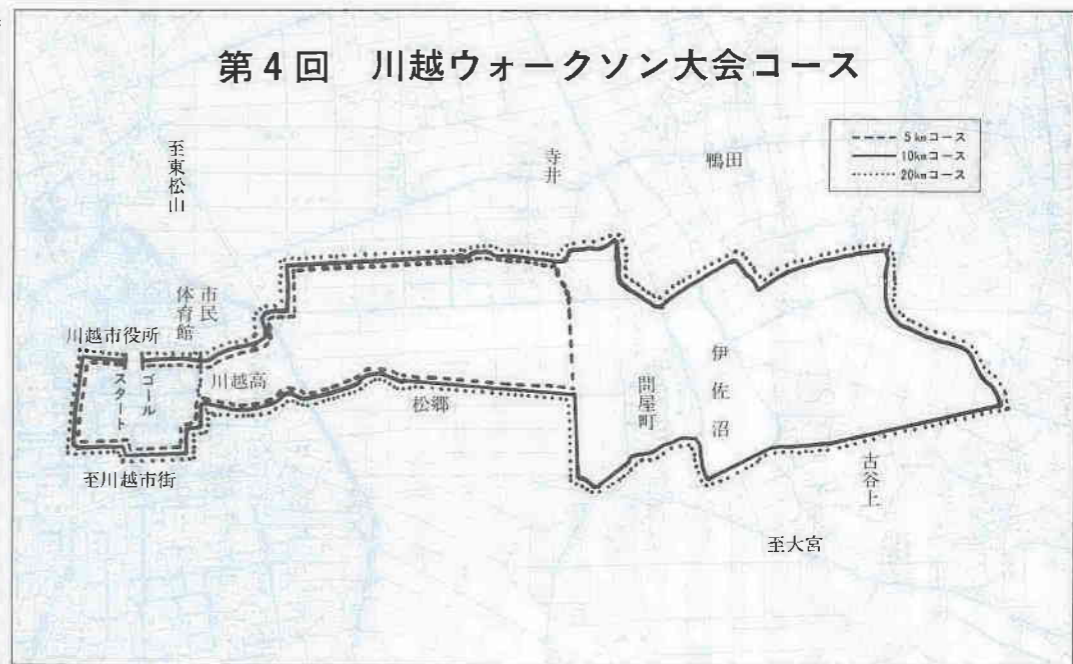 第4回 川越ウォークソン大会コース
5kmコース
10kmコース
20kmコース
至東松山
寺井
鴨田
市民
体育館
川越市役所
ゴール
スタート
川越高
松郷
問屋町
伊佐沼
至川越市街
古谷上
至大宮